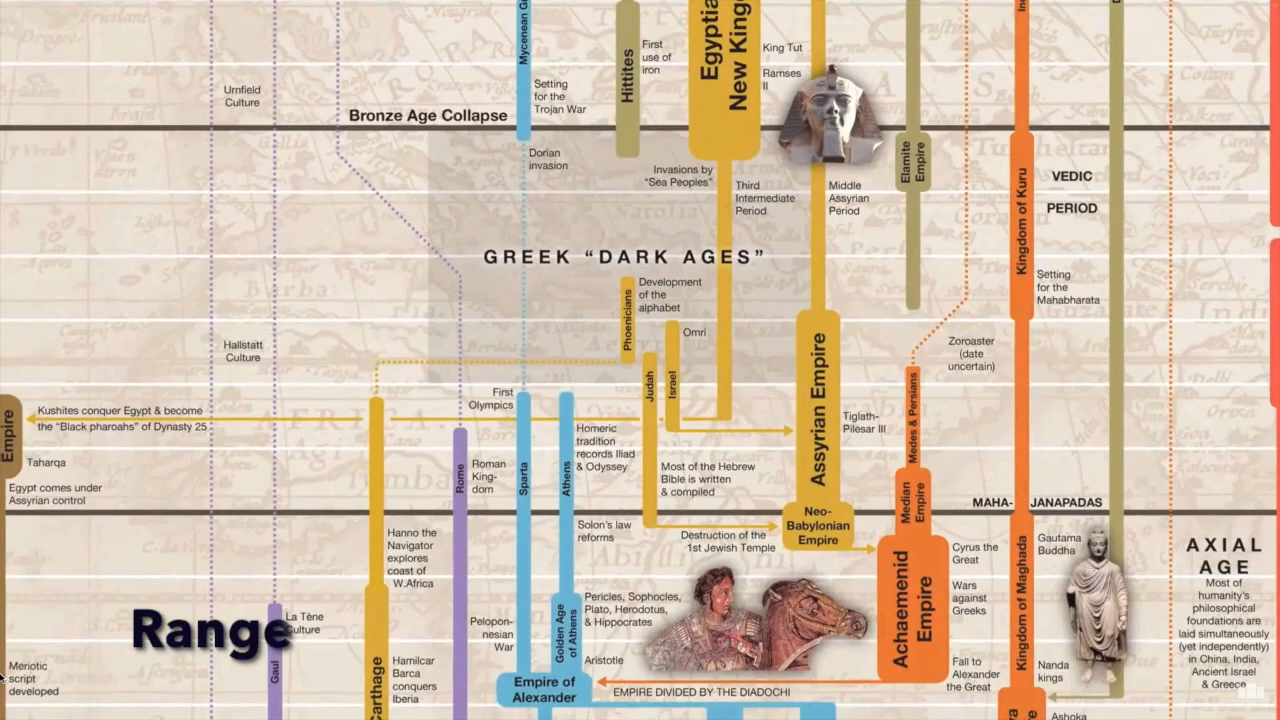 Mycenean Gr
Egyptian
New King
Hittites
First
use of
iron
King Tut
Ramses
II
Urnfield
Culture
Setting
for the
Trojan War
Bronze Age Collapse
Dorian
invasion
Invasions by
“Sea Peoples”
Third
Intermediate
Period
Middle
Assyrian
Period
Elamite
Empire
Kingdom of Kuru
VEDIC
PERIOD
GREEK “DARK AGES”
Setting
for the
Mahabharata
Phoenicians
Development
of the
alphabet
Omri
Hallstatt
Culture
Judah
Israel
Assyrian Empire
Zoroaster
(date
uncertain)
Medes & Persians
First
Olympics
Empire
Kushites conquer Egypt & become
the “Black pharoahs” of Dynasty 25
Taharqa
Egypt comes under
Assyrian control
Rome
Roman
King-
dom
Sparta
Athens
Homeric
tradition
records Iliad
& Odyssey
Tiglath-
Pilesar III
Most of the Hebrew
Bible is written
& compiled
Median
Empire
MAHA- JANAPADAS
Neo-
Babylonian
Empire
Solon’s law
reforms
Destruction of the
1st Jewish Temple
Hanno the
Navigator
explores
coast of
W.Africa
Achaemenid
Empire
Cyrus the
Great
Wars
against
Greeks
Fall to
Alexander
the Great
Kingdom of Maghada
Gautama
Buddha
AXIAL
AGE
Most of
humanity’s
philosophical
foundations are
laid simultaneously
(yet independently)
in China, India,
Ancient Israel
& Greece
Range
La Tène
Culture
Gaul
Carthage
Hamilcar
Barca
conquers
Iberia
Pelopon-
nesian
War
Golden Age
of Athens
Pericles, Sophocles,
Plato, Herodotus,
& Hippocrates
Aristotle
Meriotic
script
developed
Empire of
Alexander
EMPIRE DIVIDED BY THE DIADOCHI
Nanda
kings
Ashoka